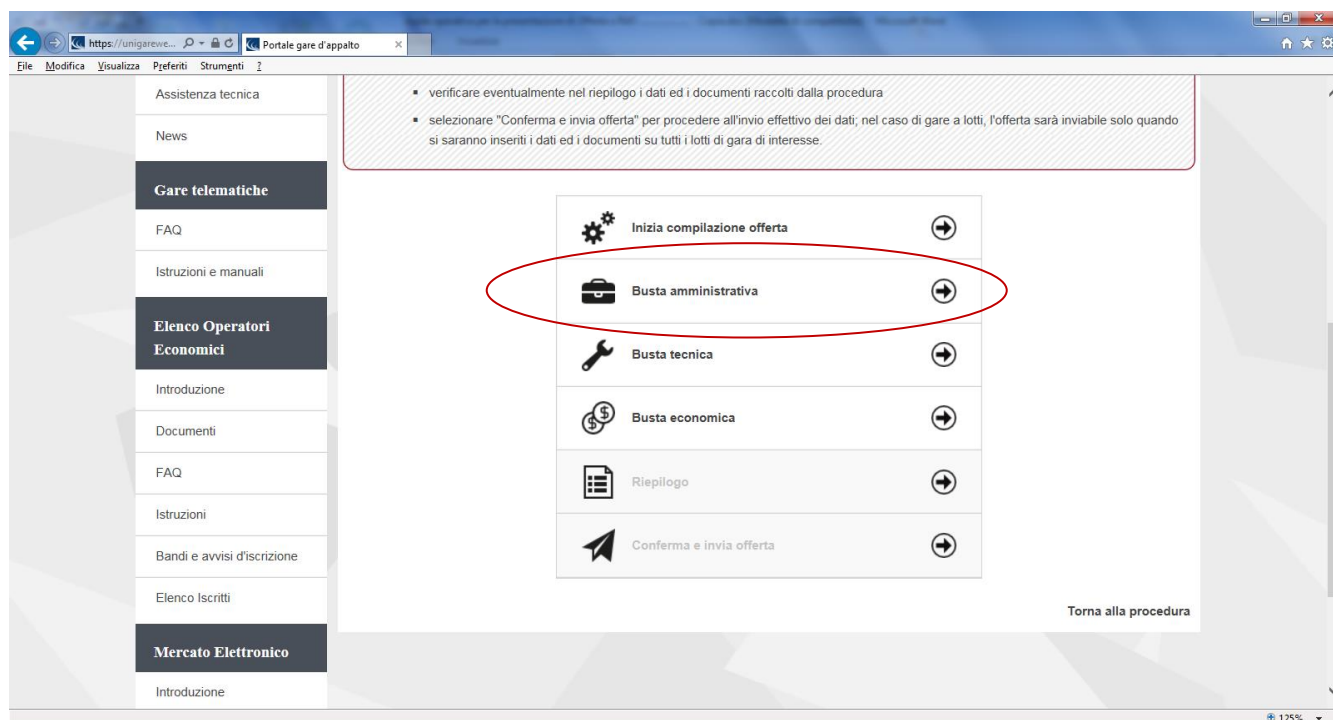 https://unigarewe...
Portale gare d'appalto
File Modifica Visualizza Preferiti Strumenti ?
Assistenza tecnica
News
Gare telematiche
FAQ
Istruzioni e manuali
Elenco Operatori
Economici
Introduzione
Documenti
FAQ
Istruzioni
Bandi e avvisi d'iscrizione
Elenco Iscritti
Mercato Elettronico
Introduzione
verificare eventualmente nel riepilogo i dati ed i documenti raccolti dalla procedura
selezionare "Conferma e invia offerta" per procedere all'invio effettivo dei dati; nel caso di gare a lotti, l'offerta sarà inviabile solo quando
si saranno inseriti i dati ed i documenti su tutti i lotti di gara di interesse.
Inizia compilazione offerta
Busta amministrativa
Busta tecnica
Busta economica
Riepilogo
Conferma e invia offerta
Torna alla procedura
125%